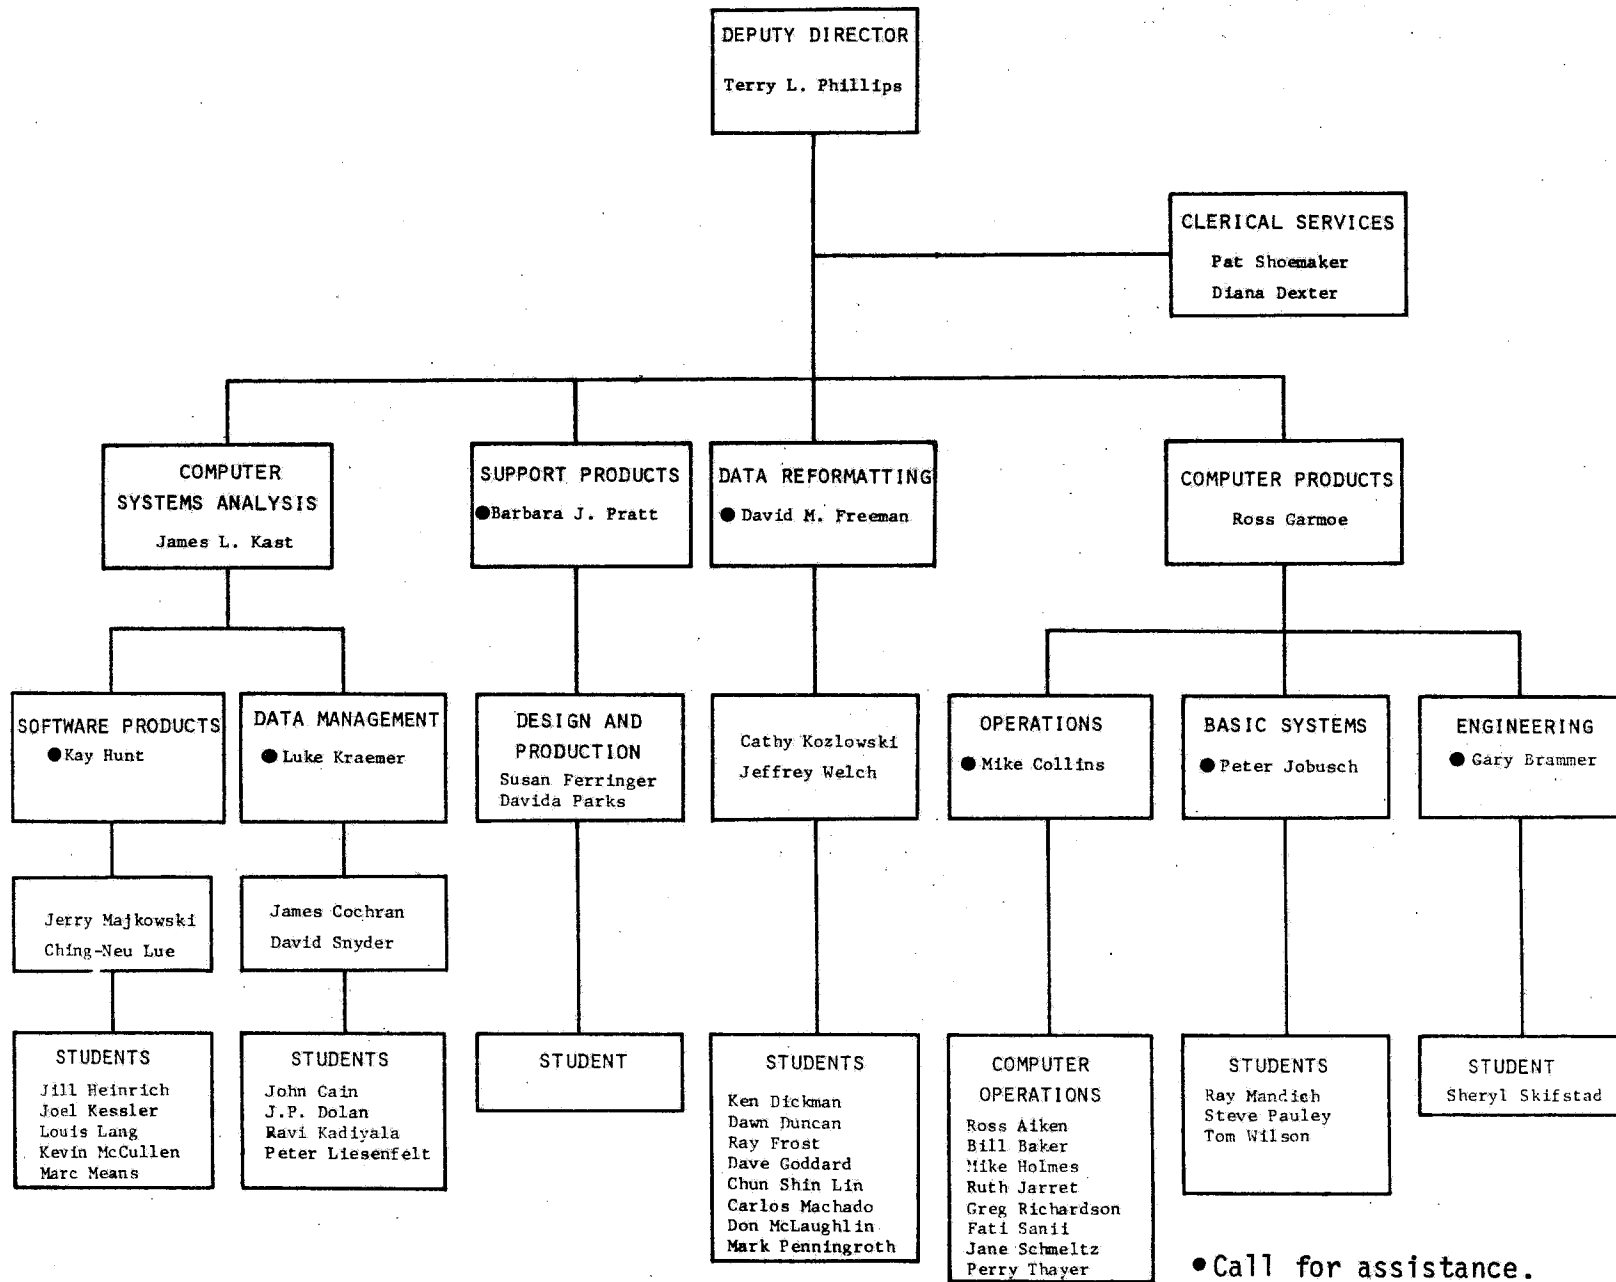 DEPUTY DIRECTOR
Terry L. Phillips
CLERICAL SERVICES
Pat Shoemaker
Diana Dexter
COMPUTER
SYSTEMS ANALYSIS
James L. Kast
SUPPORT PRODUCTS
●Barbara J. Pratt
DATA REFORMATTING
● David M. Freeman
COMPUTER PRODUCTS
Ross Garmoe
SOFTWARE PRODUCTS
●Kay Hunt
DATA MANAGEMENT
●Luke Kraemer
DESIGN AND
PRODUCTION
Susan Ferringer
Davida Parks
Cathy Kozlowski
Jeffrey Welch
OPERATIONS
●Mike Collins
BASIC SYSTEMS
●Peter Jobusch
ENGINEERING
● Gary Brammer
Jerry Majkowski
Ching-Neu Lue
James Cochran
David Snyder
STUDENTS
Jill Heinrich
Joel Kessler
Louis Lang
Kevin McCullen
Marc Means
STUDENTS
John Cain
J.P. Dolan
Ravi Kadiyala
Peter Liesenfelt
STUDENT
STUDENTS
Ken Dickman
Dawn Duncan
Ray Frost
Dave Goddard
Chun Shin Lin
Carlos Machado
Don McLaughlin
Mark Penningroth
COMPUTER
OPERATIONS
Ross Aiken
Bill Baker
Mike Holmes
Ruth Jarret
Greg Richardson
Fati Sanii
Jane Schmeltz
Perry Thayer
STUDENTS
Ray Mandich
Steve Pauley
Tom Wilson
STUDENT
Sheryl Skifstad
●Call for assistance.